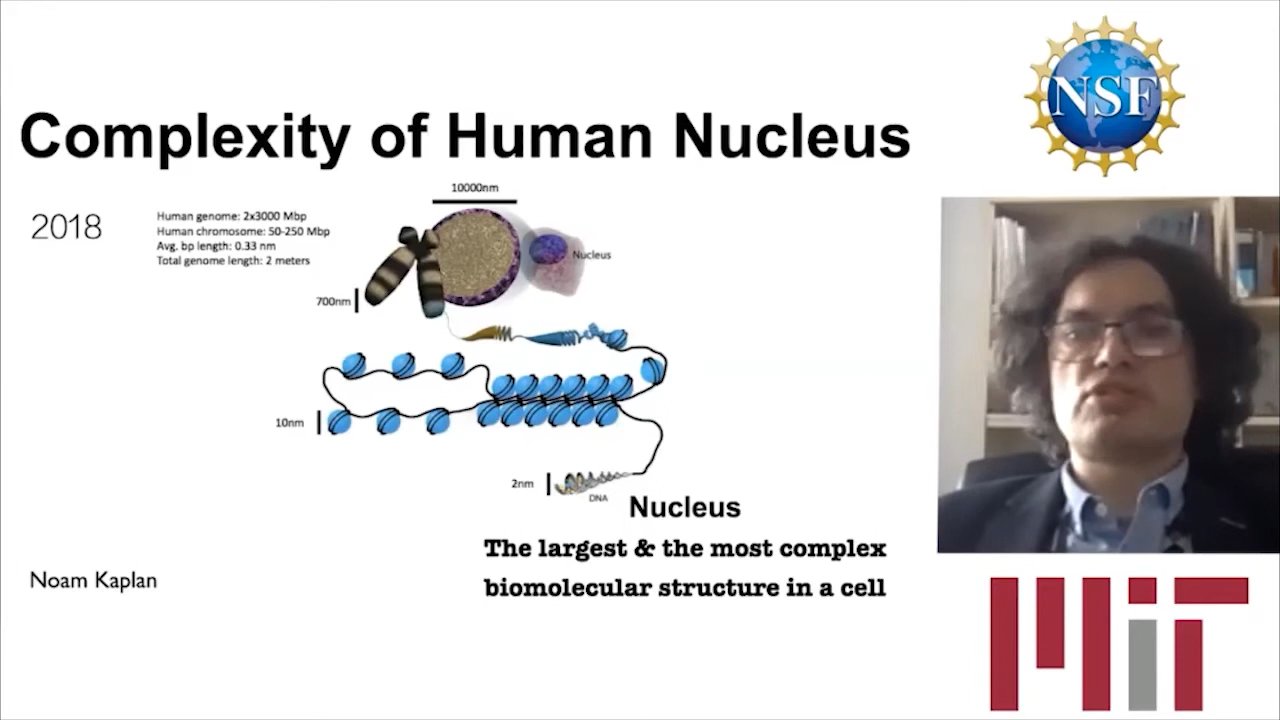 Complexity of Human Nucleus
NSF
2018
Human genome: 2x3000 Mbp
Human chromosome: 50-250 Mbp
Avg. bp length: 0.33 nm
Total genome length: 2 meters
10000nm
Nucleus
700nm
10nm
2nm
DNA
Nucleus
The largest & the most complex
biomolecular structure in a cell
Noam Kaplan
MIT